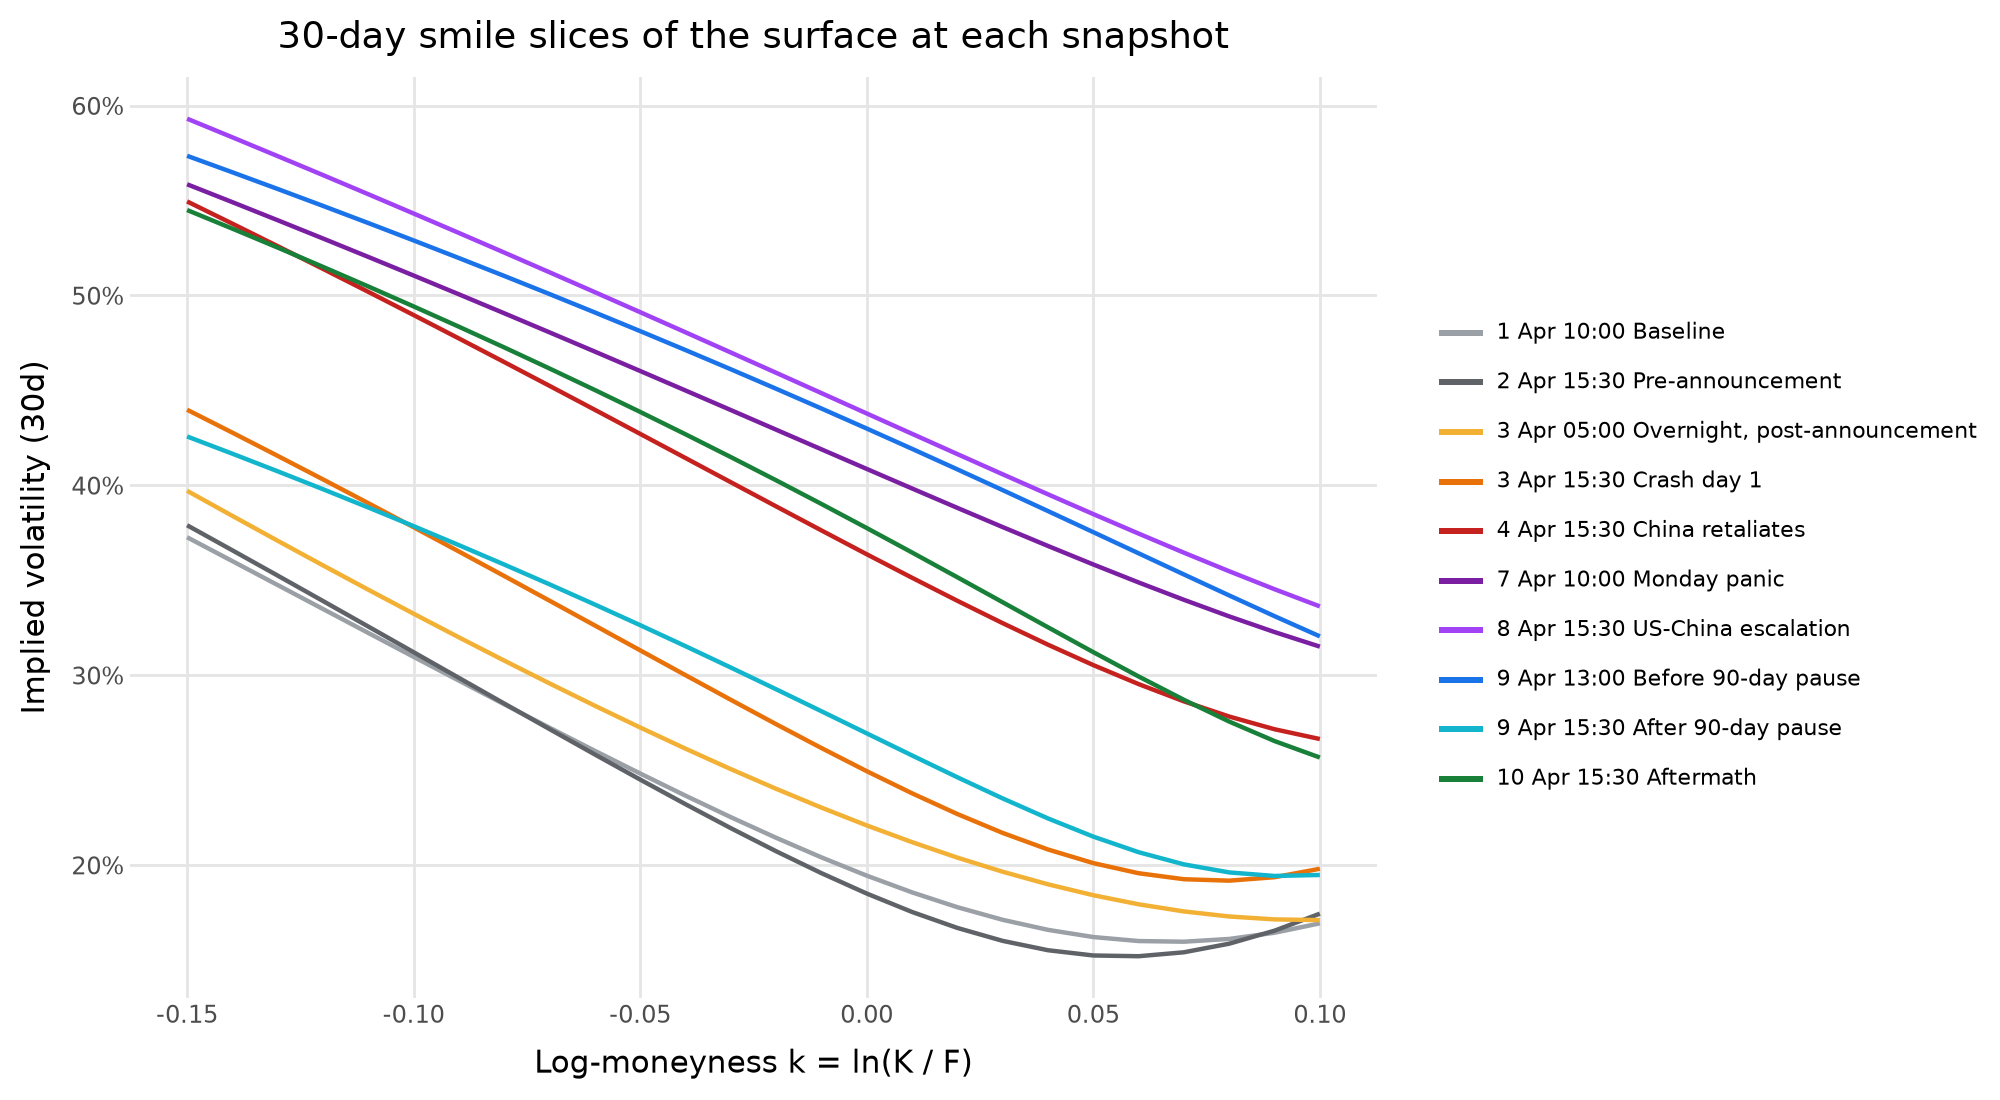 30-day smile slices of the surface at each snapshot
Implied volatility (30d)
60%
50%
40%
30%
20%
-0.15
-0.10
-0.05
0.00
0.05
0.10
Log-moneyness k = ln(K / F)
1 Apr 10:00 Baseline
2 Apr 15:30 Pre-announcement
3 Apr 05:00 Overnight, post-announcement
3 Apr 15:30 Crash day 1
4 Apr 15:30 China retaliates
7 Apr 10:00 Monday panic
8 Apr 15:30 US-China escalation
9 Apr 13:00 Before 90-day pause
9 Apr 15:30 After 90-day pause
10 Apr 15:30 Aftermath